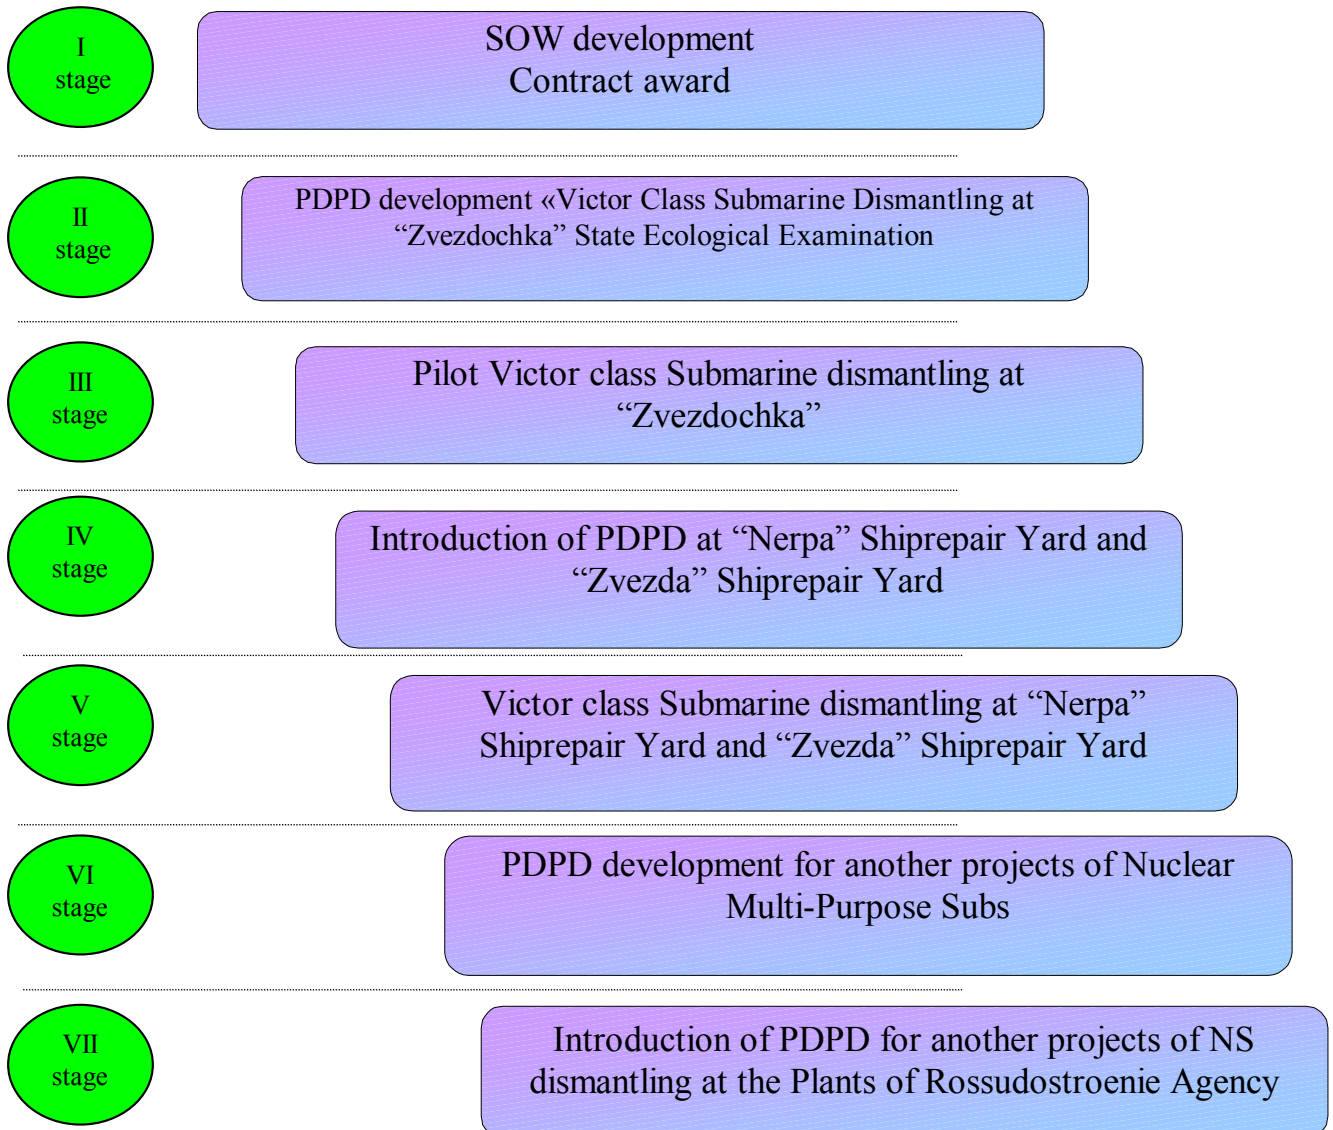 I
stage
SOW development
Contract award
II
stage
PDPD development «Victor Class Submarine Dismantling at
“Zvezdochka” State Ecological Examination
III
stage
Pilot Victor class Submarine dismantling at
“Zvezdochka”
IV
stage
Introduction of PDPD at “Nerpa” Shiprepair Yard and
“Zvezda” Shiprepair Yard
V
stage
Victor class Submarine dismantling at “Nerpa”
Shiprepair Yard and “Zvezda” Shiprepair Yard
VI
stage
PDPD development for another projects of Nuclear
Multi-Purpose Subs
VII
stage
Introduction of PDPD for another projects of NS
dismantling at the Plants of Rossudostroenie Agency